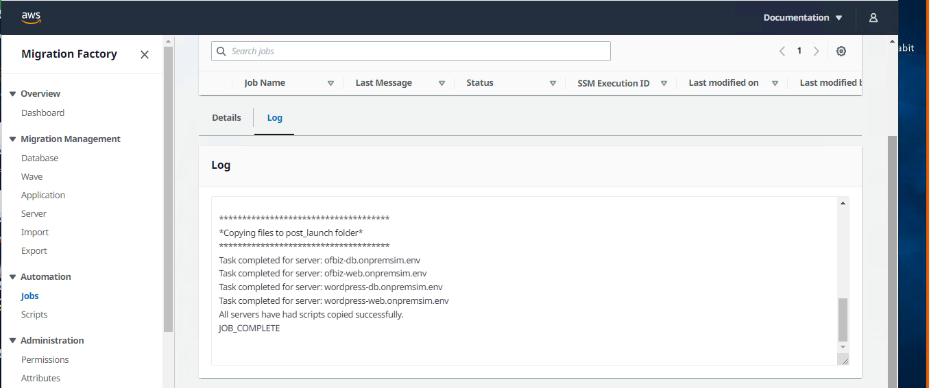 aws
Documentation
Migration Factory
Overview
Dashboard
Migration Management
Database
Wave
Application
Server
Import
Export
Automation
Jobs
Scripts
Administration
Permissions
Attributes
Search jobs
1
Job Name
Last Message
Status
SSM Execution ID
Last modified on
Last modified b
Details
Log
Log
*************************************
*Copying files to post_launch folder*
*************************************
Task completed for server: ofbiz-db.onpremsim.env
Task completed for server: ofbiz-web.onpremsim.env
Task completed for server: wordpress-db.onpremsim.env
Task completed for server: wordpress-web.onpremsim.env
All servers have had scripts copied successfully.
JOB_COMPLETE
abit